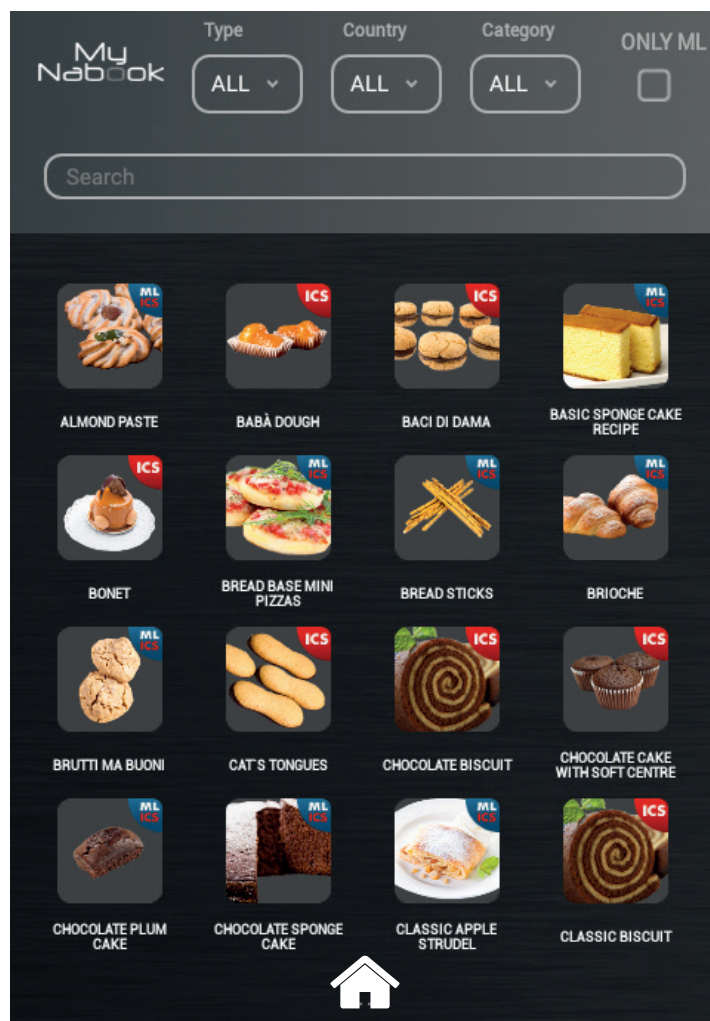 My
Nabook
Type
Country
Category
ONLY ML
ALL
ALL
ALL
Search
ML
ICS
ICS
ICS
ML
ICS
ALMOND PASTE
BABÀ DOUGH
BACI DI DAMA
BASIC SPONGE CAKE
RECIPE
ICS
ML
ICS
ML
ICS
ML
ICS
BONET
BREAD BASE MINI
PIZZAS
BREAD STICKS
BRIOCHE
ML
ICS
ICS
ICS
ICS
BRUTTI MA BUONI
CAT`S TONGUES
CHOCOLATE BISCUIT
CHOCOLATE CAKE
WITH SOFT CENTRE
ML
ICS
ML
ICS
ML
ICS
ICS
CHOCOLATE PLUM
CAKE
CHOCOLATE SPONGE
CAKE
CLASSIC APPLE
STRUDEL
CLASSIC BISCUIT